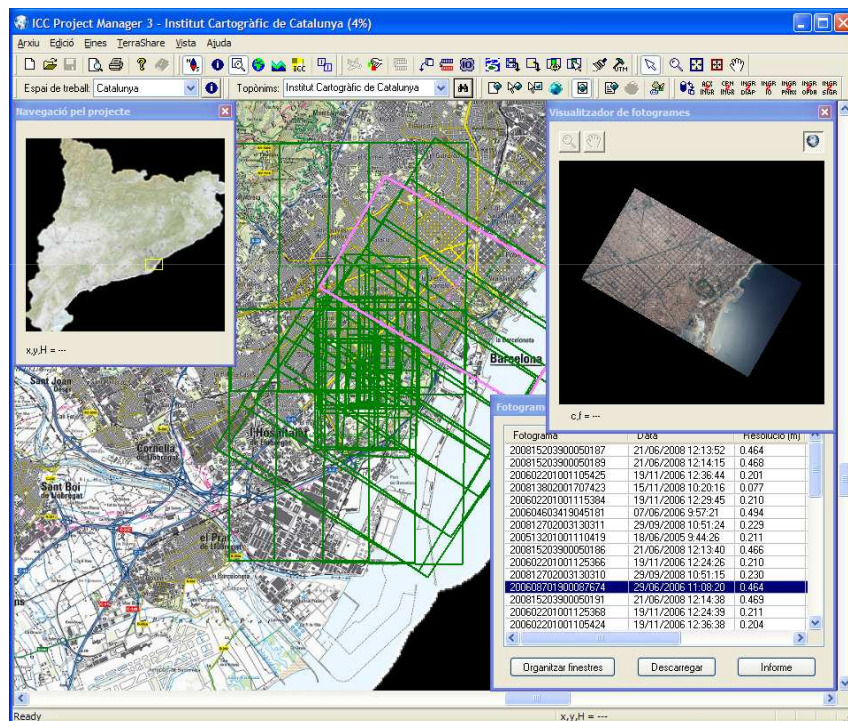 ICC Project Manager 3 - Institut Cartogràfic de Catalunya (4%)
Arxiu Edició Eines TerraShare Vista Ajuda
Espai de treball: Catalunya Topònims: Institut Cartogràfic de Catalunya
Navegació pel projecte
x,y,H = ---
Visualitzador de fotogrames
c,f = ---
Barcelona
la Barceloneta
Sant Joan
Despí
Cornellà
de Llobregat
l'Hospitalet
Sant Boi
de Llobregat
el Prat
de Llobregat
Fotograma Data Resolució (m)
200815203900050187 21/06/2008 12:13:52 0.464
200815203900050189 21/06/2008 12:14:15 0.468
200602201001105425 19/11/2006 12:36:44 0.201
200813802001707423 15/11/2008 10:20:16 0.077
200602201001115384 19/11/2006 12:29:45 0.210
200604603419045181 07/06/2006 9:57:21 0.494
200812702003130311 29/09/2008 10:51:24 0.229
200513201001110419 18/06/2005 9:44:26 0.211
200815203900050186 21/06/2008 12:13:40 0.466
200602201001125366 19/11/2006 12:24:26 0.210
200812702003130310 29/09/2008 10:51:15 0.230
200608701900087674 29/06/2006 11:08:20 0.464
200815203900050191 21/06/2008 12:14:38 0.469
200602201001125368 19/11/2006 12:24:39 0.211
200602201001105424 19/11/2006 12:36:38 0.204
Organitzar finestres Descarregar Informe
Ready x,y,H = ---